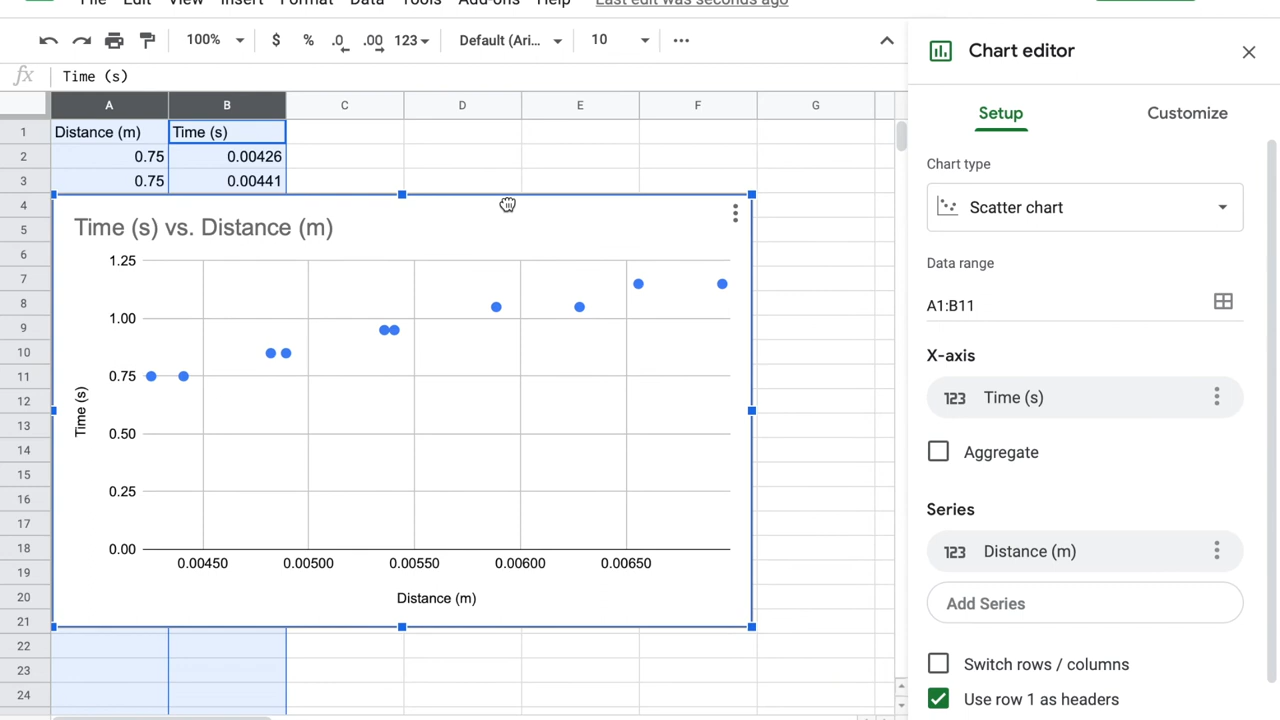 File Edit View Insert Format Data Tools Add-ons Help Last edit was seconds ago
100% $ % .0 .00 123 Default (Ari... 10 ...
fx Time (s)
A B C D E F G
1 Distance (m) Time (s)
2 0.75 0.00426
3 0.75 0.00441
4
5
6
7
8
9
10
11
12
13
14
15
16
17
18
19
20
21
22
23
24
Time (s) vs. Distance (m)
1.25
1.00
0.75
0.50
0.25
0.00
Time (s)
0.00450 0.00500 0.00550 0.00600 0.00650
Distance (m)
Chart editor
Setup Customize
Chart type
Scatter chart
Data range
A1:B11
X-axis
123 Time (s)
Aggregate
Series
123 Distance (m)
Add Series
Switch rows / columns
Use row 1 as headers